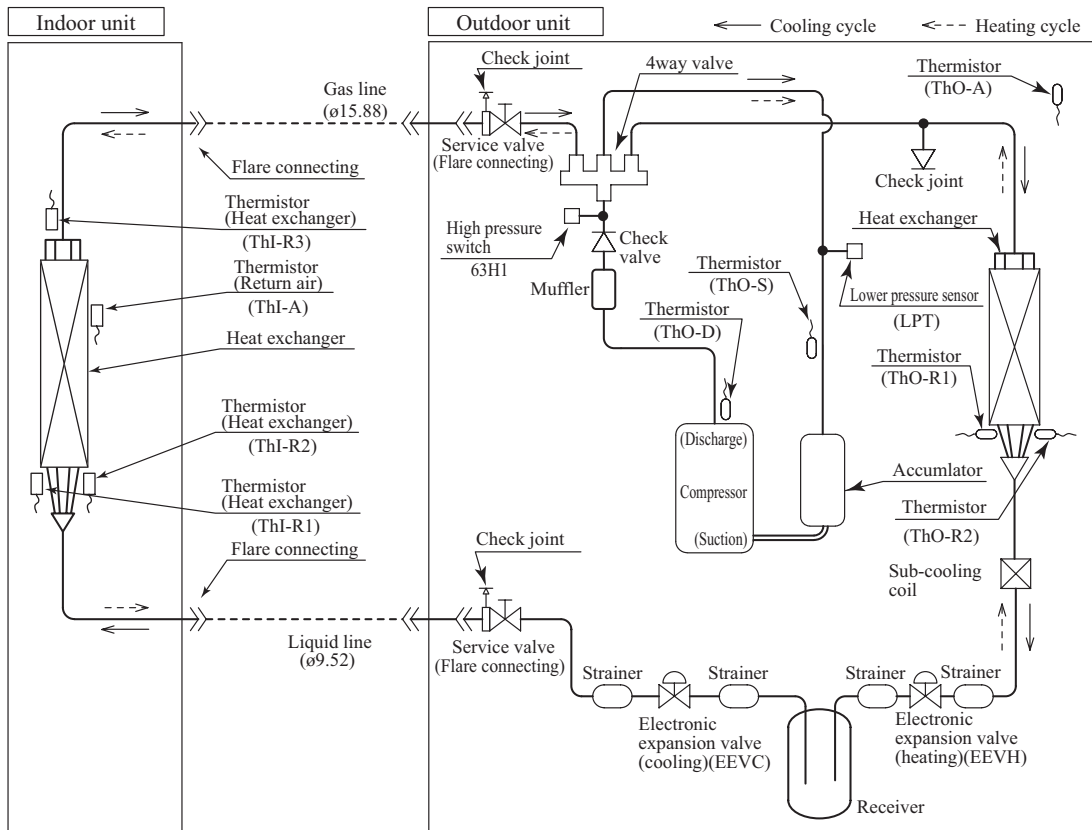 Indoor unit
Outdoor unit
Cooling cycle
Heating cycle
Check joint
4way valve
Thermistor
(ThO-A)
Gas line
(ø15.88)
Service valve
(Flare connecting)
Check joint
Flare connecting
Thermistor
(Heat exchanger)
(ThI-R3)
High pressure
switch
63H1
Check
valve
Heat exchanger
Thermistor
(Return air)
(ThI-A)
Muffler
Thermistor
(ThO-S)
Lower pressure sensor
(LPT)
Thermistor
(ThO-D)
Heat exchanger
Thermistor
(ThO-R1)
Thermistor
(Heat exchanger)
(ThI-R2)
(Discharge)
Compressor
(Suction)
Accumlator
Thermistor
(Heat exchanger)
(ThI-R1)
Thermistor
(ThO-R2)
Flare connecting
Check joint
Sub-cooling
coil
Liquid line
(ø9.52)
Service valve
(Flare connecting)
Strainer
Strainer
Strainer
Strainer
Electronic
expansion valve
(cooling)(EEVC)
Electronic
expansion valve
(heating)(EEVH)
Receiver